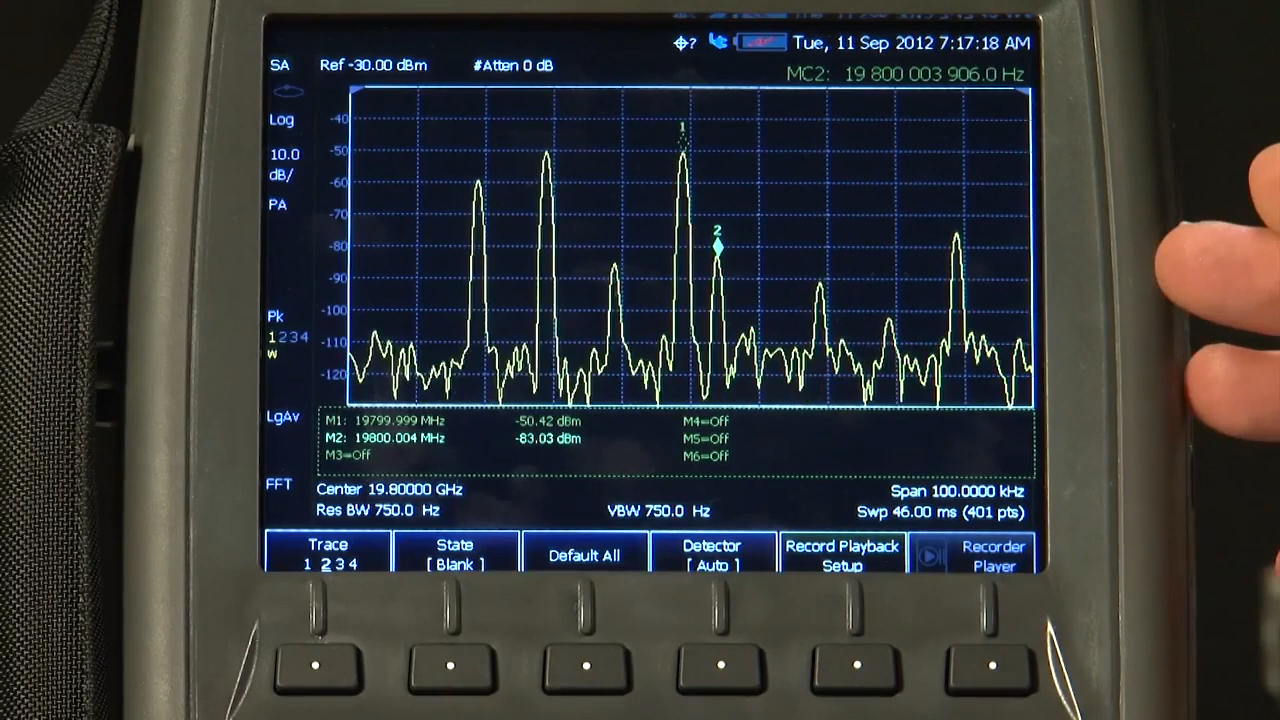 Tue, 11 Sep 2012 7:17:18 AM
SA Ref -30.00 dBm #Atten 0 dB
MC2: 19 800 003 906.0 Hz
Log
10.0
dB/
PA
Pk
1234
w
LgAv
FFT
-40
-50
-60
-70
-80
-90
-100
-110
-120
1
2
M1: 19799.999 MHz -50.42 dBm M4=Off
M2: 19800.004 MHz -83.03 dBm M5=Off
M3=Off M6=Off
Center 19.80000 GHz Span 100.0000 kHz
Res BW 750.0 Hz VBW 750.0 Hz Swp 46.00 ms (401 pts)
Trace State Default All Detector Record Playback Recorder
1 2 3 4 [ Blank ] [ Auto ] Setup Player